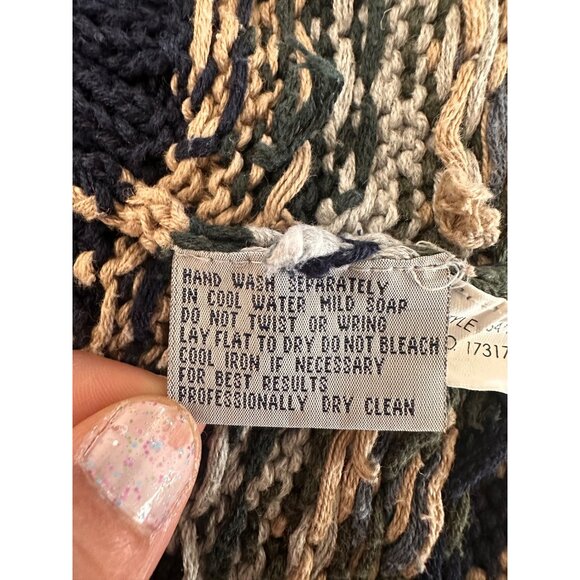 HAND WASH SEPARATELY
IN COOL WATER MILD SOAP
DO NOT TWIST OR WRING
LAY FLAT TO DRY DO NOT BLEACH
COOL IRON IF NECESSARY
FOR BEST RESULTS
PROFESSIONALLY DRY CLEAN
17317